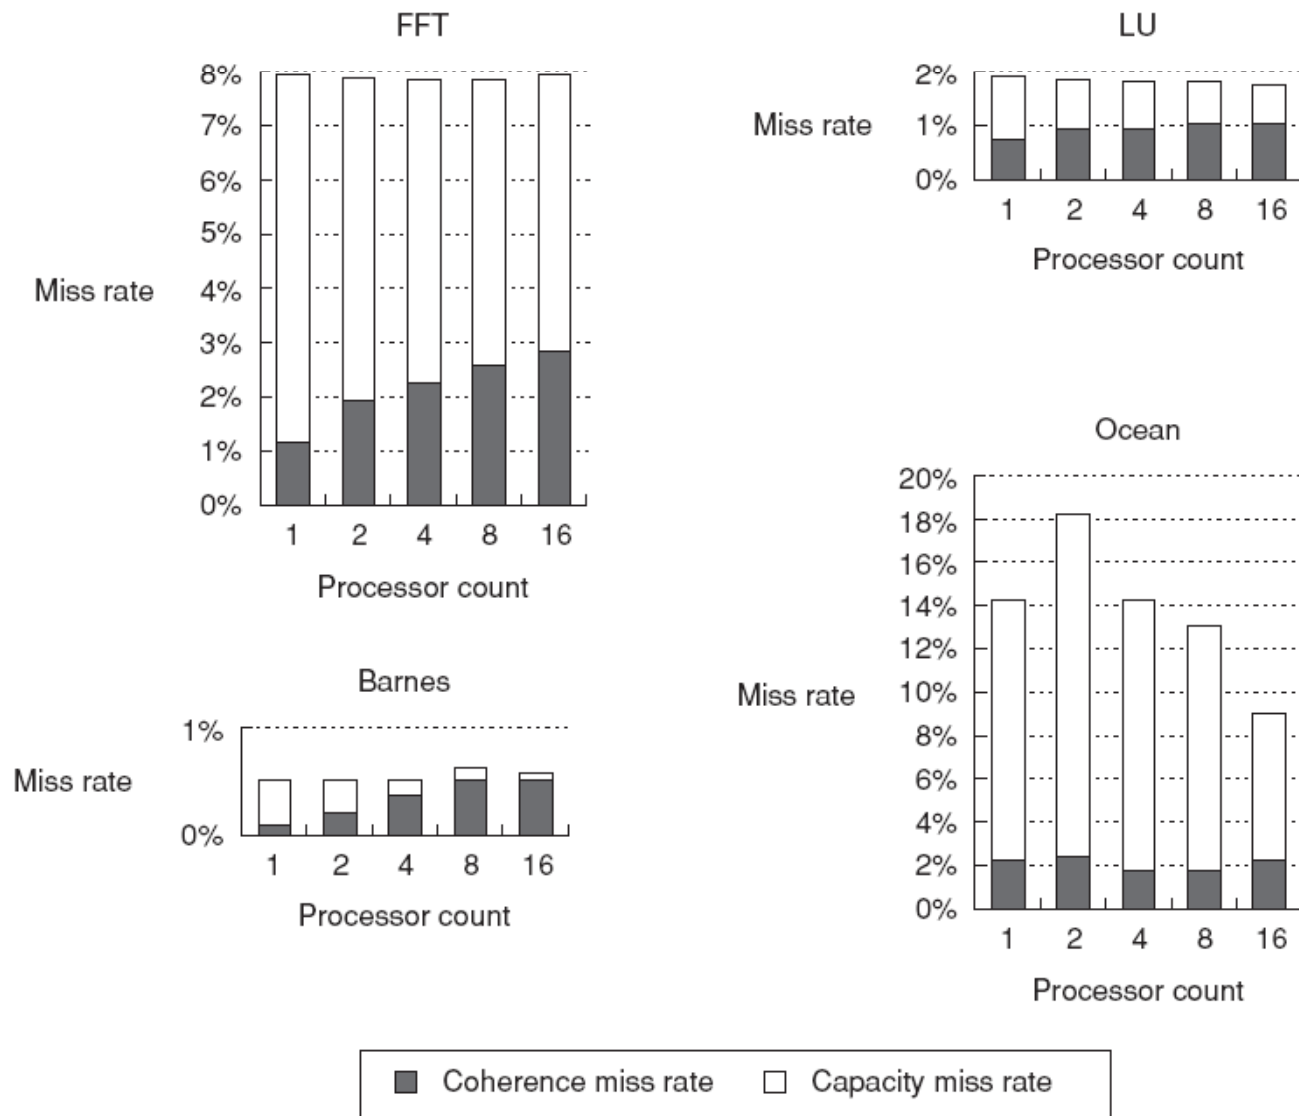 FFT
8%
7%
6%
5%
4%
3%
2%
1%
0%
Miss rate
1 2 4 8 16
Processor count
LU
2%
1%
0%
Miss rate
1 2 4 8 16
Processor count
Barnes
1%
0%
Miss rate
1 2 4 8 16
Processor count
Ocean
20%
18%
16%
14%
12%
10%
8%
6%
4%
2%
0%
Miss rate
1 2 4 8 16
Processor count
Coherence miss rate Capacity miss rate